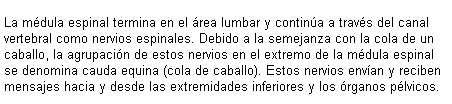 La médula espinal termina en el área lumbar y continúa a través del canal
vertebral como nervios espinales. Debido a la semejanza con la cola de un
caballo, la agrupación de estos nervios en el extremo de la médula espinal
se denomina cauda equina (cola de caballo). Estos nervios envían y reciben
mensajes hacia y desde las extremidades inferiores y los órganos pélvicos.